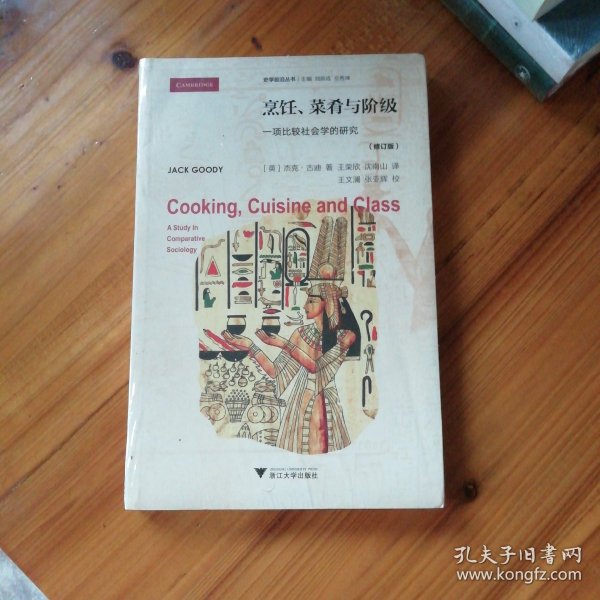 CAMBRIDGE
史学前沿丛书
烹饪、菜肴与阶级
一项比较社会学的研究
(修订版)
JACK GOODY
[英] 杰克·古迪 著 王荣欣 沈南山 译
王文澜 张亚辉 校
Cooking, Cuisine and Class
A Study in
Comparative
Sociology
ZHEJIANG UNIVERSITY PRESS
浙江大学出版社
孔夫子旧书网
www.kongfz.com